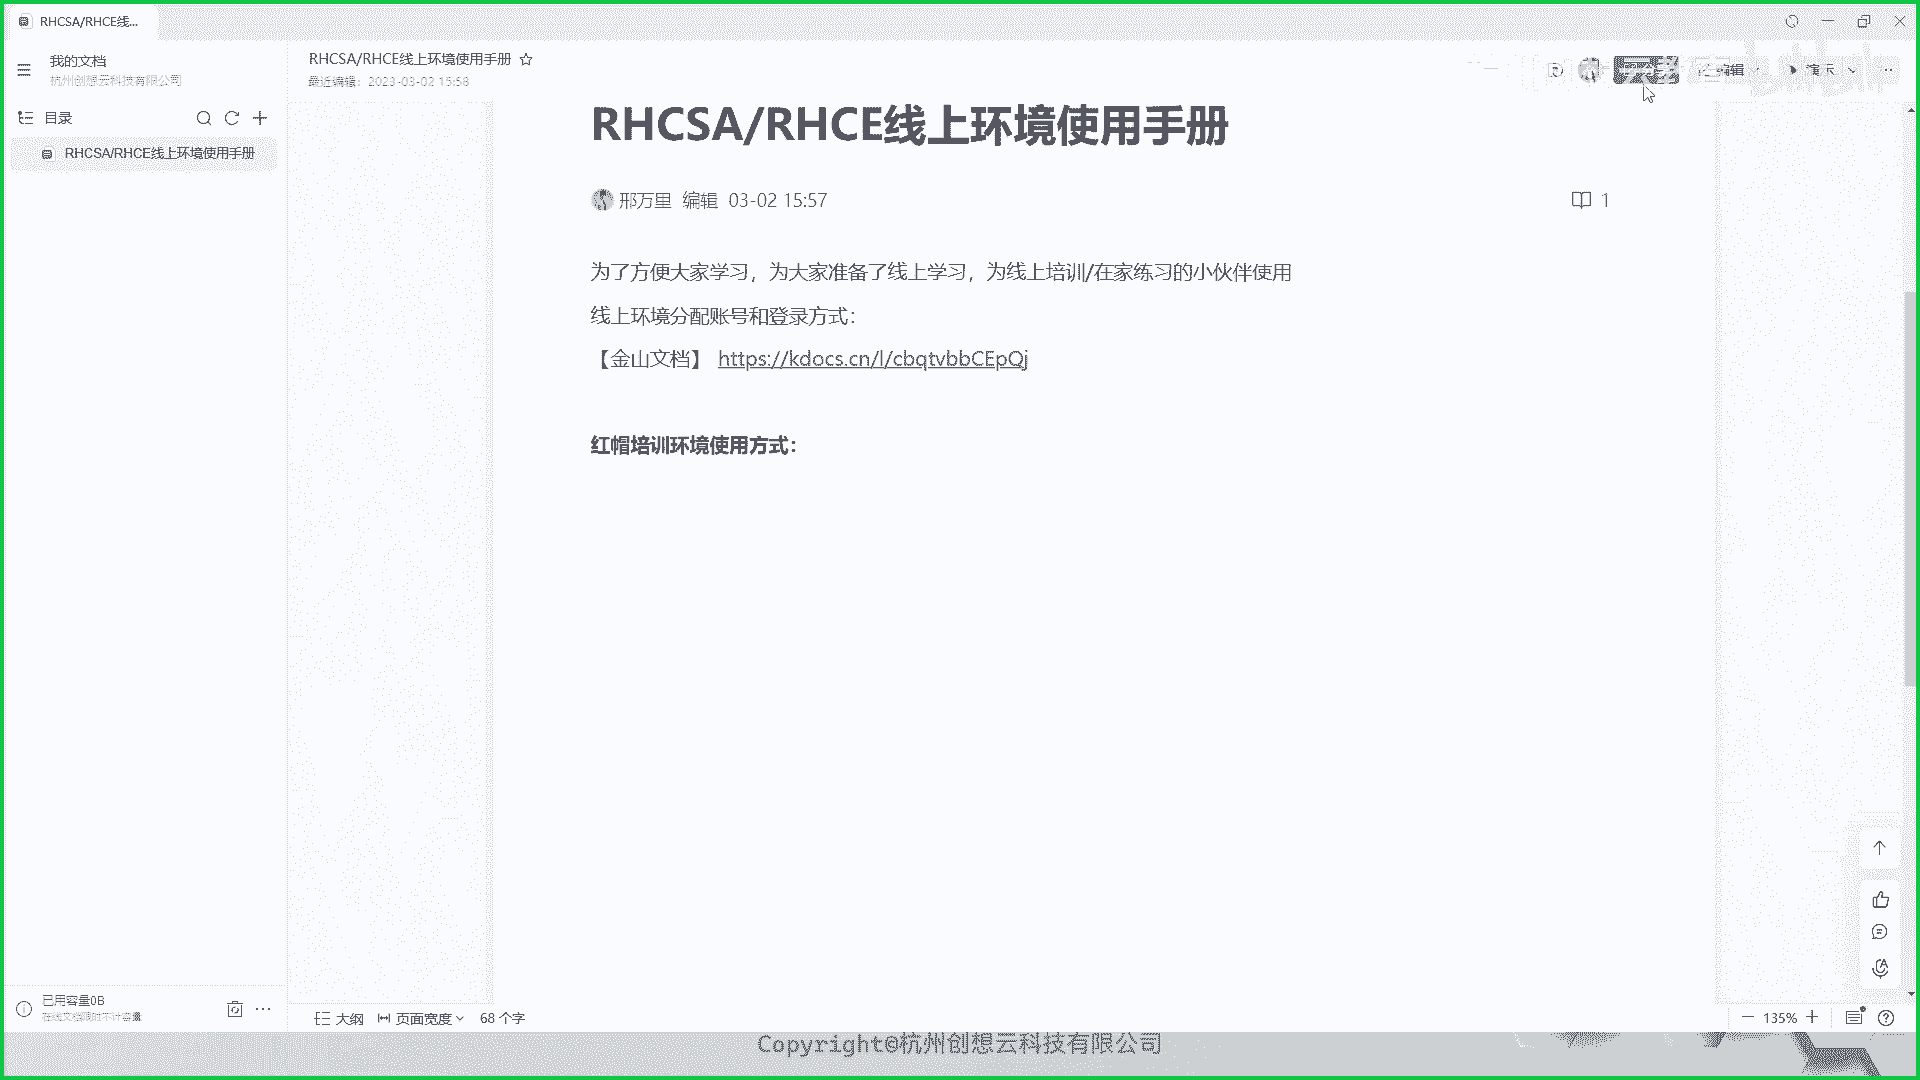 RHCSA/RHCE线...
我的文档
杭州创想云科技有限公司
RHCSA/RHCE线上环境使用手册
最近编辑：2023-03-02 15:58
编辑
演示
目录
RHCSA/RHCE线上环境使用手册
RHCSA/RHCE线上环境使用手册
邢万里 编辑 03-02 15:57
1
为了方便大家学习，为大家准备了线上学习，为线上培训/在家练习的小伙伴使用
线上环境分配账号和登录方式：
【金山文档】 https://kdocs.cn/l/cbqtvbbCEpQj
红帽培训环境使用方式：
已用容量0B
在线文档限时不计容量
大纲 页面宽度 68 个字
135%
Copyright@杭州创想云科技有限公司